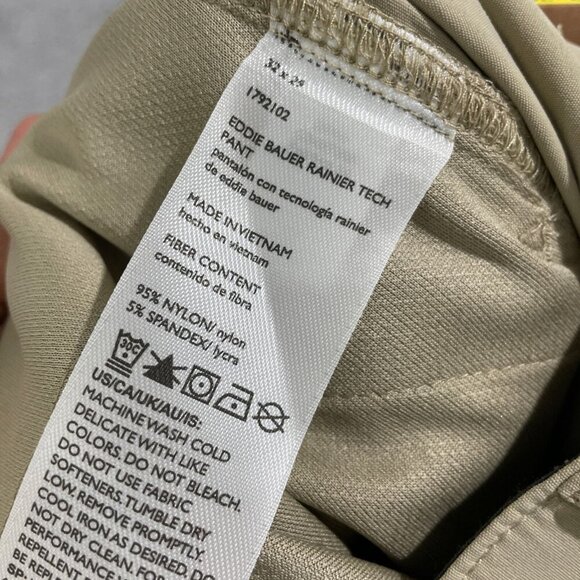 32 x 29
1792102
EDDIE BAUER RAINIER TECH
PANT
pantalón con tecnología rainier
de eddie bauer
MADE IN VIETNAM
hecho en vietnam
FIBER CONTENT
contenido de fibra
95% NYLON/ nylon
5% SPANDEX/ lycra
30C
US/CA/UK/AU/IS:
MACHINE WASH COLD
DELICATE WITH LIKE
COLORS. DO NOT BLEACH.
DO NOT USE FABRIC
SOFTENERS. TUMBLE DRY
LOW. REMOVE PROMPTLY.
COOL IRON AS DESIRED. DO
NOT DRY CLEAN. FOR
PERFORMANCE
REPELLENT